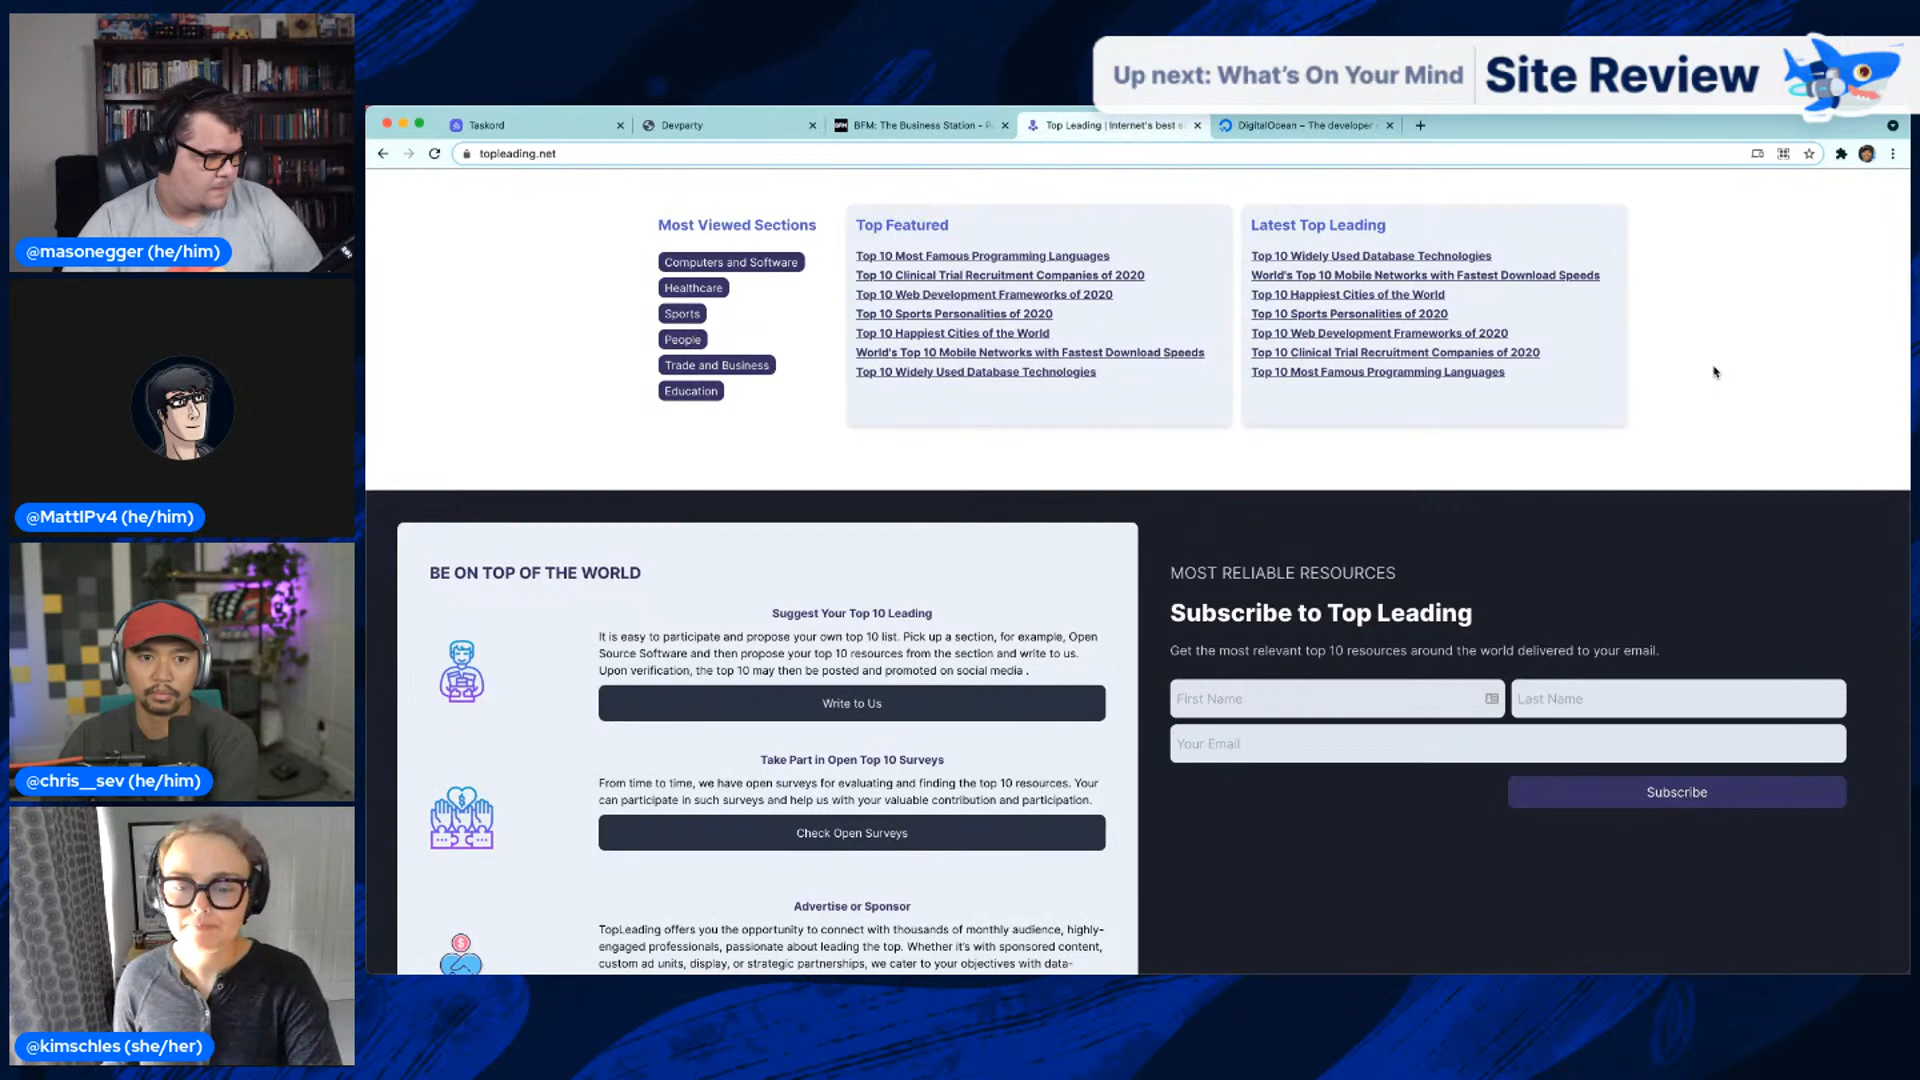 Up next: What's On Your Mind
Site Review
Taskord
Devparty
BFM: The Business Station - P
Top Leading | Internet's best s
DigitalOcean – The developer
topleading.net
Most Viewed Sections
Computers and Software
Healthcare
Sports
People
Trade and Business
Education
Top Featured
Top 10 Most Famous Programming Languages
Top 10 Clinical Trial Recruitment Companies of 2020
Top 10 Web Development Frameworks of 2020
Top 10 Sports Personalities of 2020
Top 10 Happiest Cities of the World
World's Top 10 Mobile Networks with Fastest Download Speeds
Top 10 Widely Used Database Technologies
Latest Top Leading
Top 10 Widely Used Database Technologies
World's Top 10 Mobile Networks with Fastest Download Speeds
Top 10 Happiest Cities of the World
Top 10 Sports Personalities of 2020
Top 10 Web Development Frameworks of 2020
Top 10 Clinical Trial Recruitment Companies of 2020
Top 10 Most Famous Programming Languages
BE ON TOP OF THE WORLD
Suggest Your Top 10 Leading
It is easy to participate and propose your own top 10 list. Pick up a section, for example, Open
Source Software and then propose your top 10 resources from the section and write to us.
Upon verification, the top 10 may then be posted and promoted on social media .
Write to Us
Take Part in Open Top 10 Surveys
From time to time, we have open surveys for evaluating and finding the top 10 resources. Your
can participate in such surveys and help us with your valuable contribution and participation.
Check Open Surveys
Advertise or Sponsor
TopLeading offers you the opportunity to connect with thousands of monthly audience, highly-
engaged professionals, passionate about leading the top. Whether it's with sponsored content,
custom ad units, display, or strategic partnerships, we cater to your objectives with data-
MOST RELIABLE RESOURCES
Subscribe to Top Leading
Get the most relevant top 10 resources around the world delivered to your email.
First Name
Last Name
Your Email
Subscribe
@masonegger (he/him)
@MattIPv4 (he/him)
@chris__sev (he/him)
@kimschles (she/her)